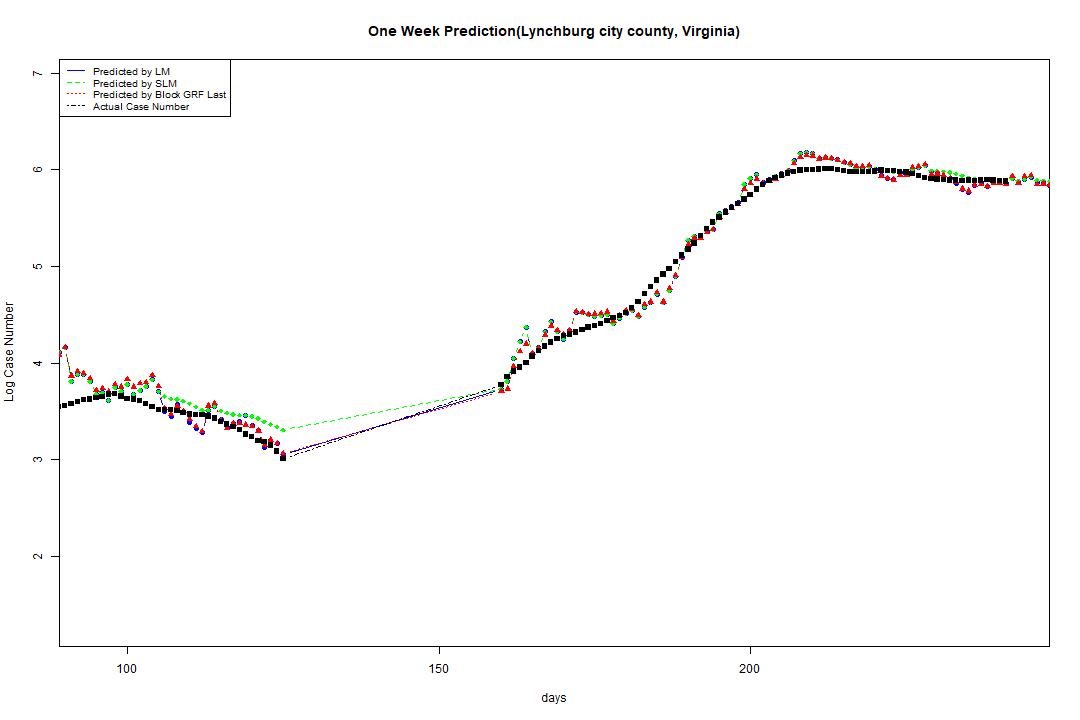 One Week Prediction(Lynchburg city county, Virginia)
Predicted by LM
Predicted by SLM
Predicted by Block GRF Last
Actual Case Number
7
6
5
4
3
2
Log Case Number
100 150 200
days